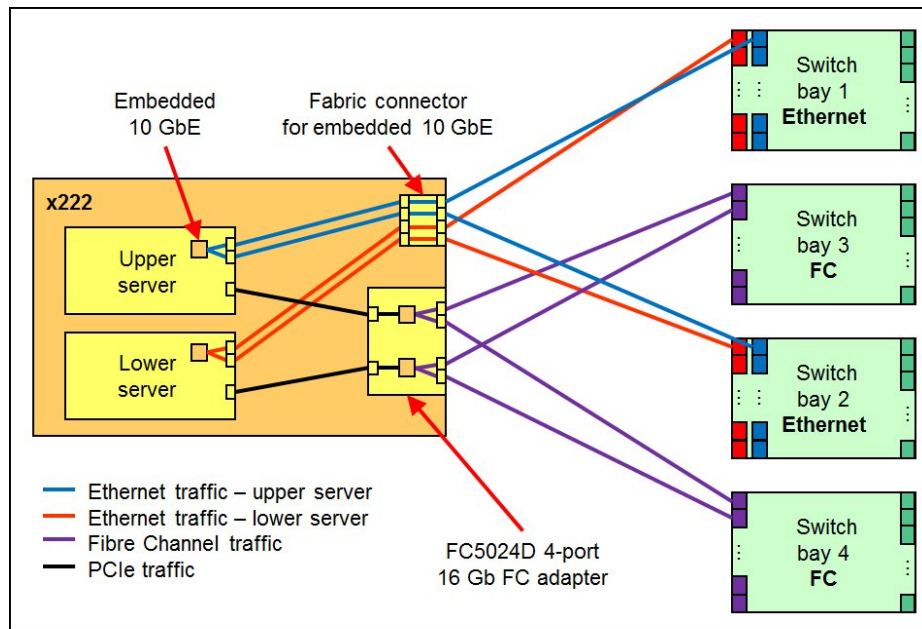 Embedded
10 GbE
Fabric connector
for embedded 10 GbE
x222
Upper
server
Lower
server
Switch
bay 1
Ethernet
Switch
bay 3
FC
Switch
bay 2
Ethernet
Switch
bay 4
FC
Ethernet traffic – upper server
Ethernet traffic – lower server
Fibre Channel traffic
PCIe traffic
FC5024D 4-port
16 Gb FC adapter